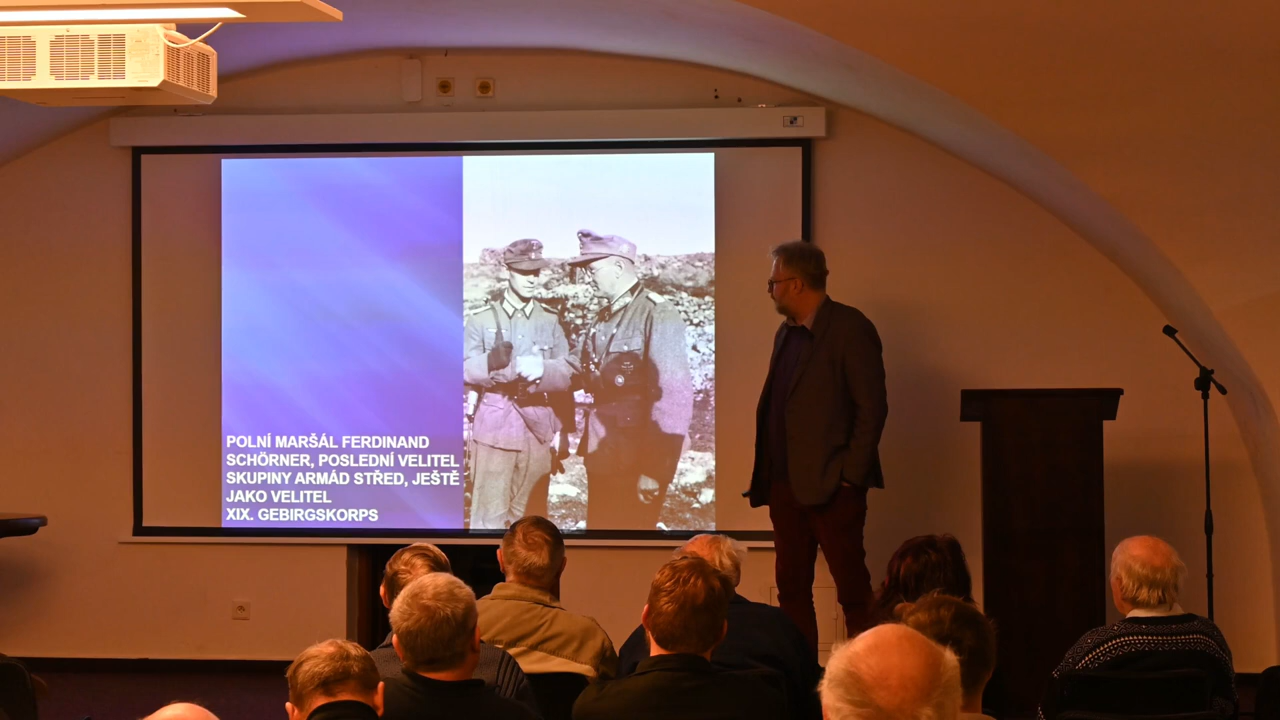 POLNÍ MARŠÁL FERDINAND
SCHÖRNER, POSLEDNÍ VELITEL
SKUPINY ARMÁD STŘED, JEŠTĚ
JAKO VELITEL
XIX. GEBIRGSKORPS